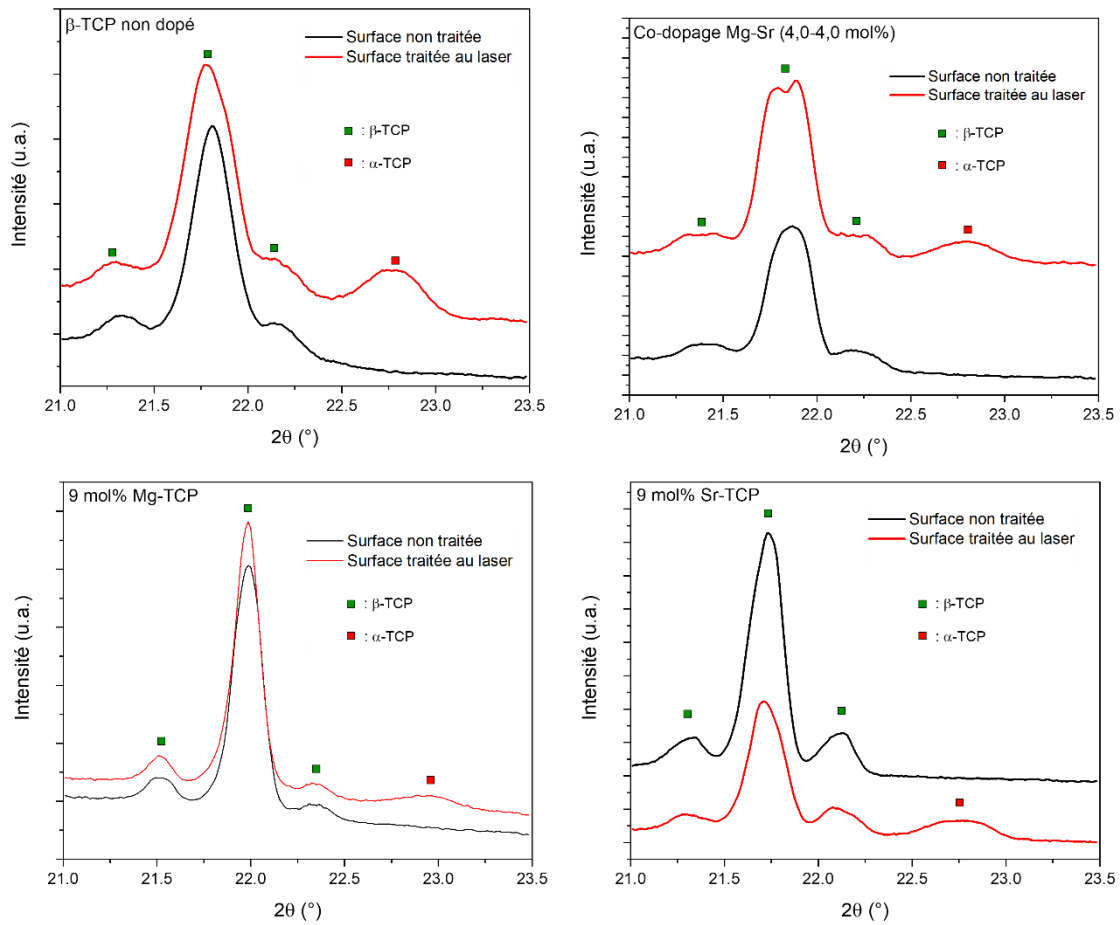 β-TCP non dopé
Surface non traitée
Surface traitée au laser
: β-TCP
: α-TCP
Intensité (u.a.)
21.0 21.5 22.0 22.5 23.0 23.5
2θ (°)
Co-dopage Mg-Sr (4,0-4,0 mol%)
Surface non traitée
Surface traitée au laser
: β-TCP
: α-TCP
Intensité (u.a.)
21.0 21.5 22.0 22.5 23.0 23.5
2θ (°)
9 mol% Mg-TCP
Surface non traitée
Surface traitée au laser
: β-TCP
: α-TCP
Intensité (u.a.)
21.0 21.5 22.0 22.5 23.0 23.5
2θ (°)
9 mol% Sr-TCP
Surface non traitée
Surface traitée au laser
: β-TCP
: α-TCP
Intensité (u.a.)
21.0 21.5 22.0 22.5 23.0 23.5
2θ (°)